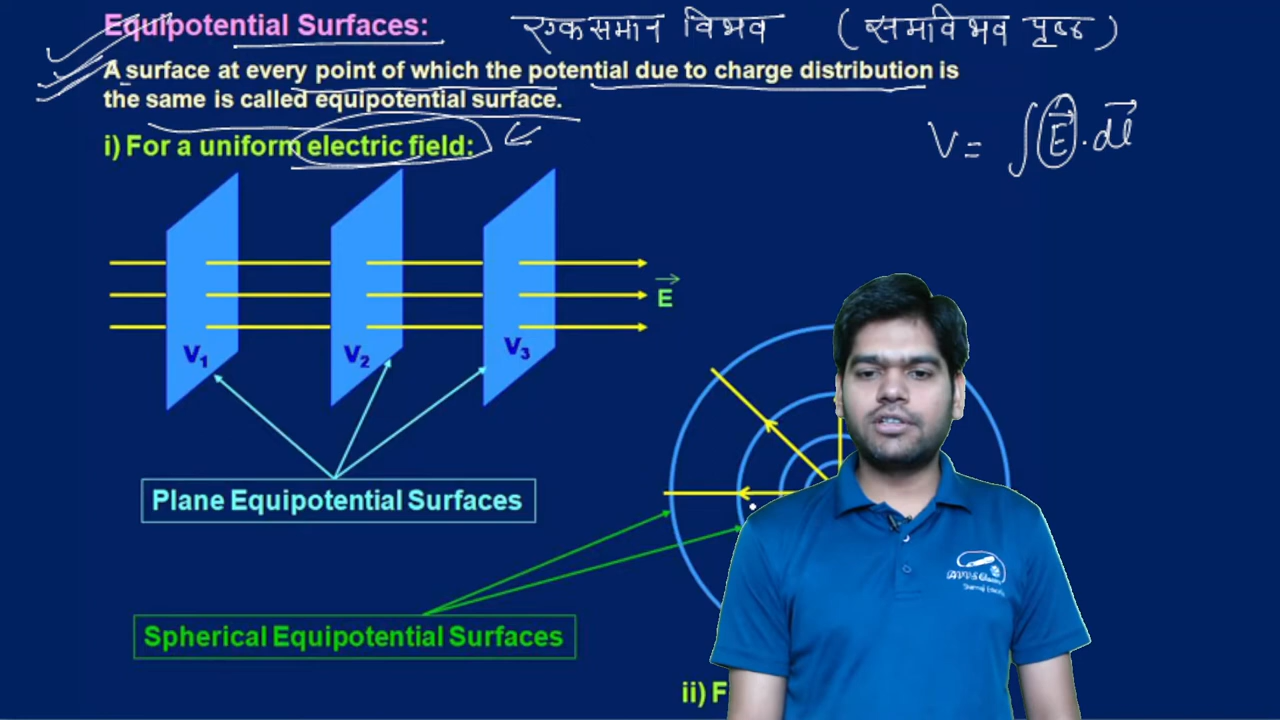 Equipotential Surfaces: एकसमान विभव (समविभव पृष्ठ)
A surface at every point of which the potential due to charge distribution is
the same is called equipotential surface.
V = ∫ E⃗ · dl⃗
i) For a uniform electric field:
E⃗
V₁ V₂ V₃
Plane Equipotential Surfaces
Spherical Equipotential Surfaces
ii) F